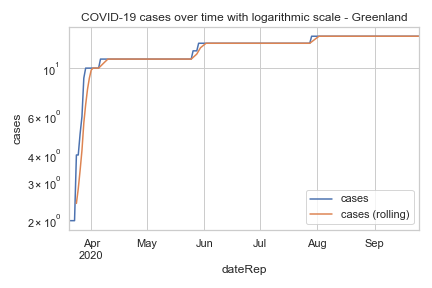 COVID-19 cases over time with logarithmic scale - Greenland
cases
10¹
6 × 10⁰
4 × 10⁰
3 × 10⁰
2 × 10⁰
cases
cases (rolling)
Apr
2020
May
Jun
Jul
Aug
Sep
dateRep